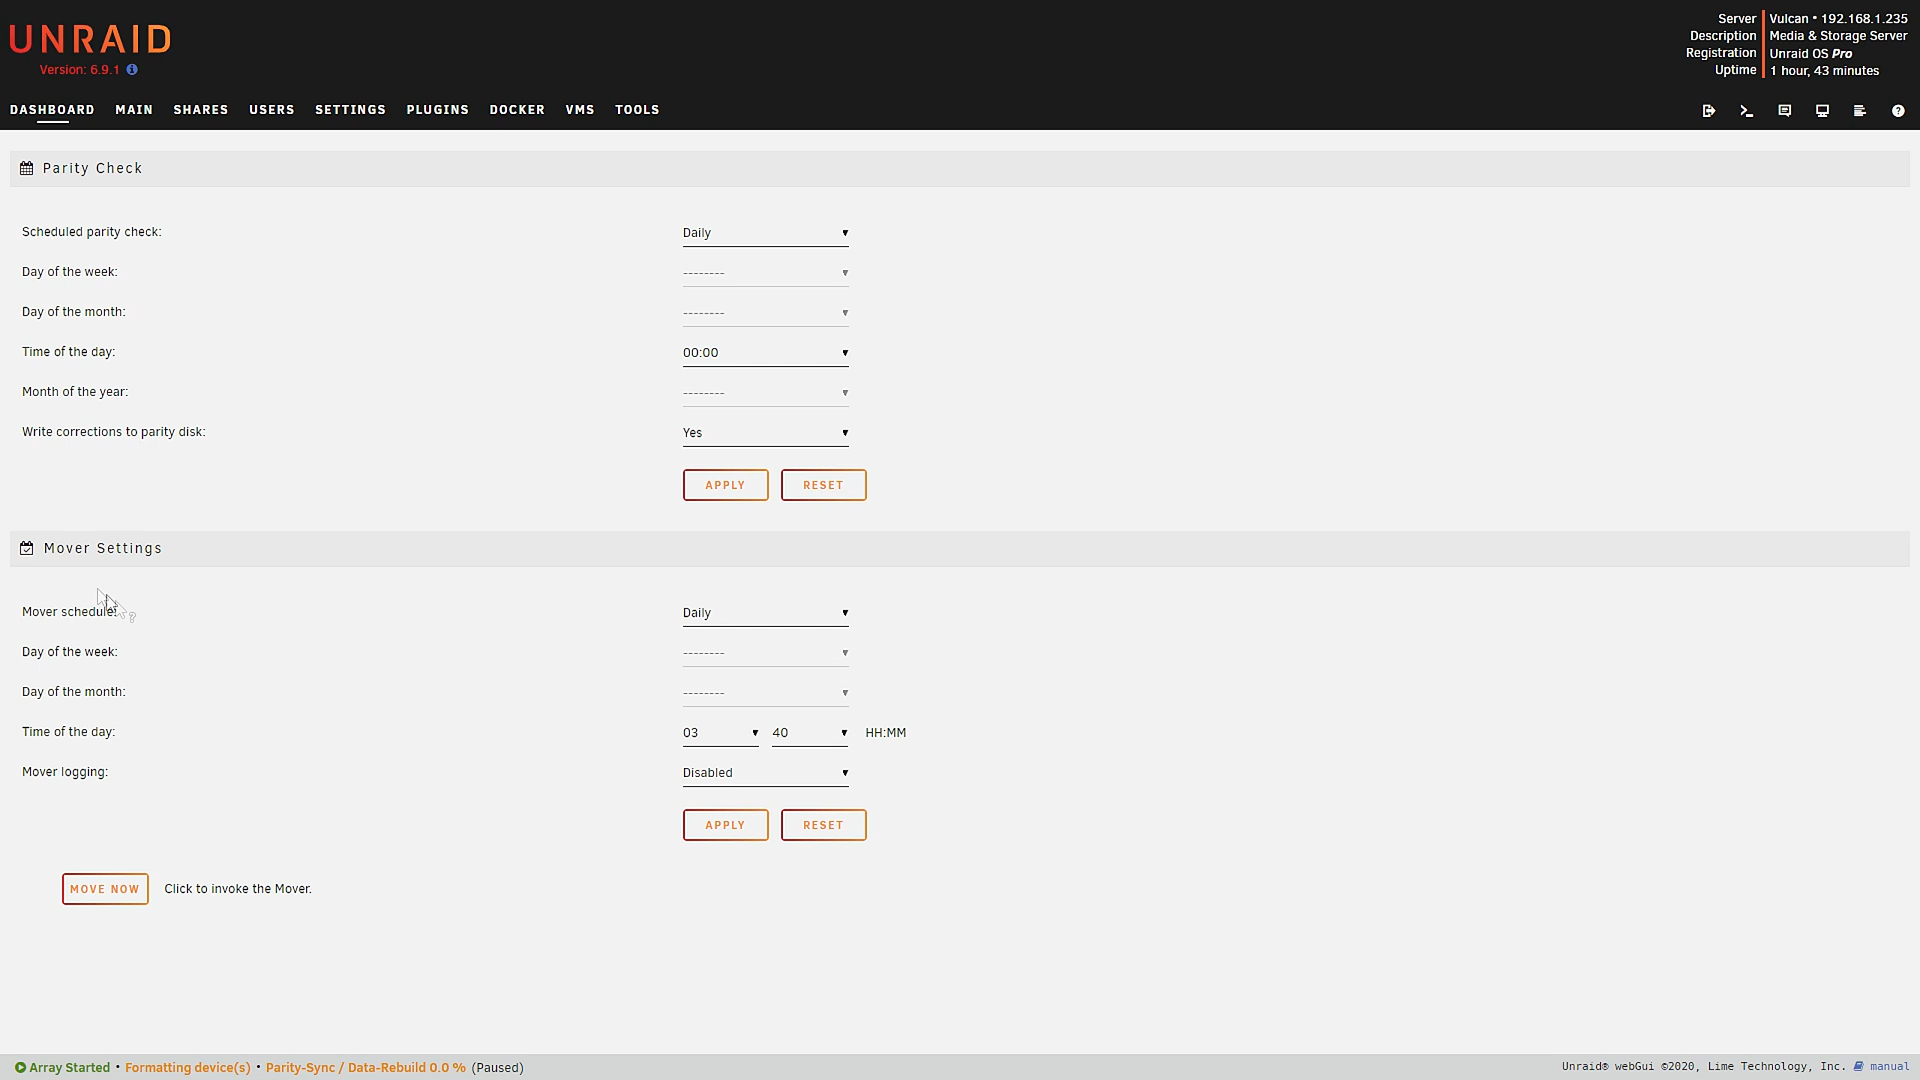 UNRAID
Version: 6.9.1
Server Vulcan • 192.168.1.235
Description Media & Storage Server
Registration Unraid OS Pro
Uptime 1 hour, 43 minutes
DASHBOARD MAIN SHARES USERS SETTINGS PLUGINS DOCKER VMS TOOLS
Parity Check
Scheduled parity check: Daily
Day of the week: --------
Day of the month: --------
Time of the day: 00:00
Month of the year: --------
Write corrections to parity disk: Yes
APPLY RESET
Mover Settings
Mover schedule: Daily
Day of the week: --------
Day of the month: --------
Time of the day: 03 40 HH:MM
Mover logging: Disabled
APPLY RESET
MOVE NOW Click to invoke the Mover.
Array Started • Formatting device(s) • Parity-Sync / Data-Rebuild 0.0 % (Paused)
Unraid® webGui ©2020, Lime Technology, Inc. manual